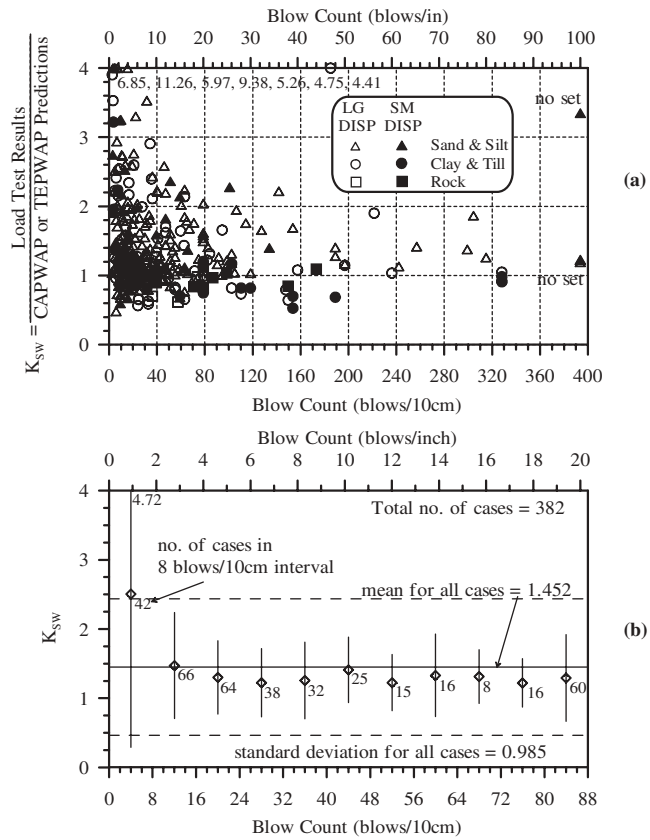 Blow Count (blows/in)
0 10 20 30 40 50 60 70 80 90 100
K_SW = Load Test Results
CAPWAP or TEPWAP Predictions
4
3
2
1
0
6.85, 11.26, 5.97, 9.38, 5.26, 4.75, 4.41
LG SM
DISP DISP
Sand & Silt
Clay & Till
Rock
no set
no set
(a)
0 40 80 120 160 200 240 280 320 360 400
Blow Count (blows/10cm)
Blow Count (blows/inch)
0 2 4 6 8 10 12 14 16 18 20
K_SW
4
3
2
1
0
4.72
Total no. of cases = 382
no. of cases in
8 blows/10cm interval
mean for all cases = 1.452
42 66 64 38 32 25 15 16 8 16 60
standard deviation for all cases = 0.985
(b)
0 8 16 24 32 40 48 56 64 72 80 88
Blow Count (blows/10cm)